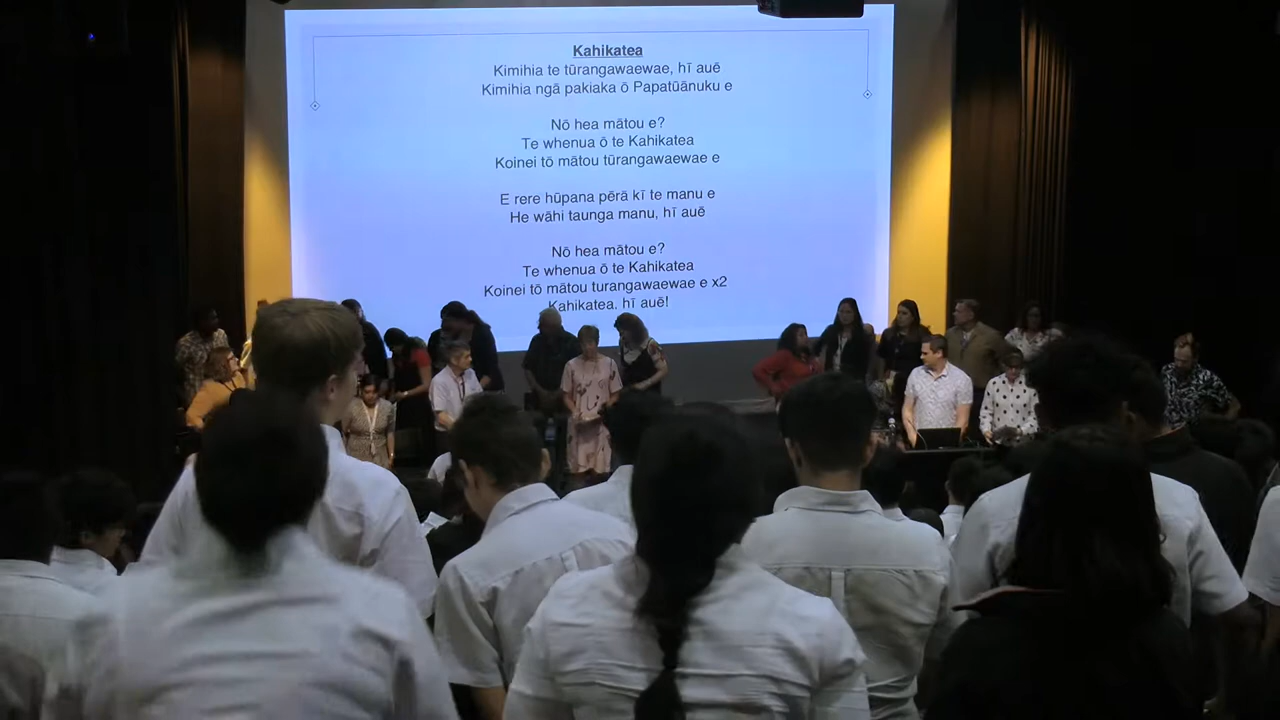 Kahikatea
Kimihia te tūrangawaewae, hī auē
Kimihia ngā pakiaka ō Papatūānuku e
Nō hea mātou e?
Te whenua ō te Kahikatea
Koinei tō mātou tūrangawaewae e
E rere hūpana pērā kī te manu e
He wāhi taunga manu, hī auē
Nō hea mātou e?
Te whenua ō te Kahikatea
Koinei tō mātou turangawaewae e x2
Kahikatea. hī auē!